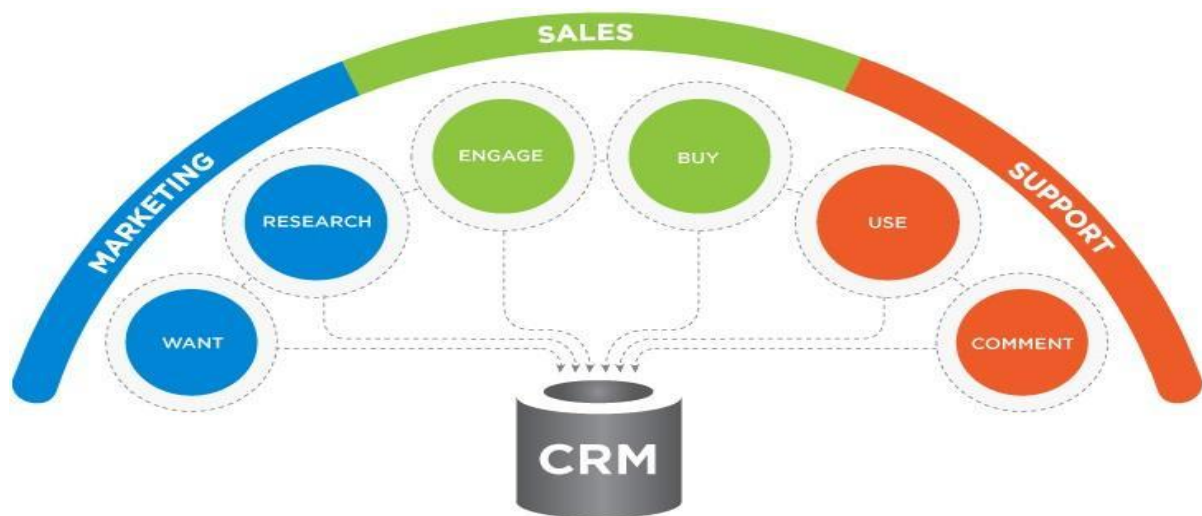 SALES
MARKETING
SUPPORT
ENGAGE
BUY
RESEARCH
USE
WANT
COMMENT
CRM